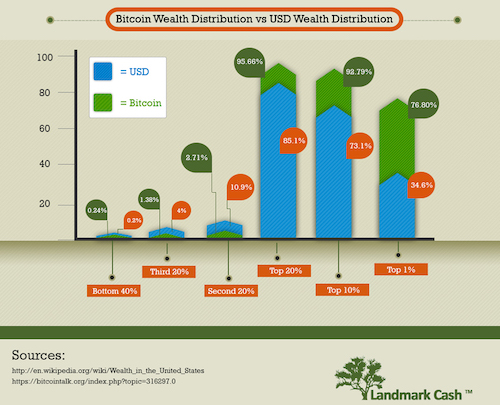 Bitcoin Wealth Distribution vs USD Wealth Distribution
100
80
60
40
20
= USD
= Bitcoin
0.24%
0.2%
1.38%
4%
2.71%
10.9%
95.66%
85.1%
92.79%
73.1%
76.80%
34.6%
Bottom 40%
Third 20%
Second 20%
Top 20%
Top 10%
Top 1%
Sources:
http://en.wikipedia.org/wiki/Wealth_in_the_United_States
https://bitcointalk.org/index.php?topic=316297.0
Landmark Cash ™